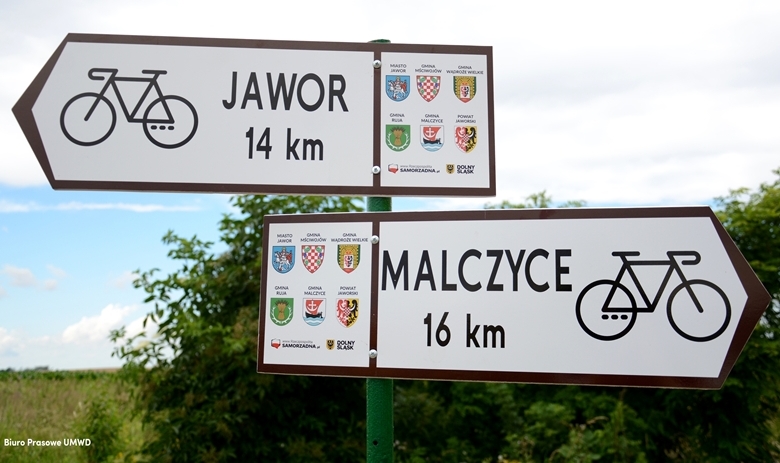 JAWOR
14 km
MIASTO
JAWOR
GMINA
MŚCIWOJÓW
GMINA
WĄDROŻE WIELKIE
GMINA
RUJA
GMINA
MALCZYCE
POWIAT
JAWORSKI
SAMORZADNA.pl
DOLNY
ŚLĄSK
MIASTO
JAWOR
GMINA
MŚCIWOJÓW
GMINA
WĄDROŻE WIELKIE
GMINA
RUJA
GMINA
MALCZYCE
POWIAT
JAWORSKI
SAMORZADNA.pl
DOLNY
ŚLĄSK
MALCZYCE
16 km
Biuro Prasowe UMWD